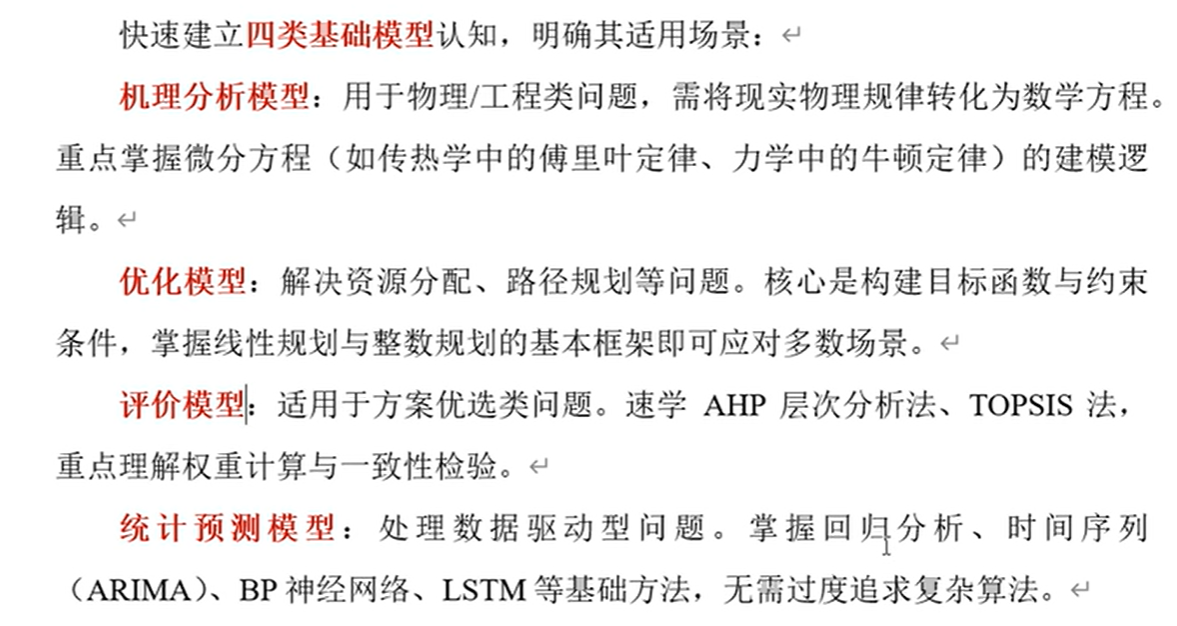 快速建立四类基础模型认知，明确其适用场景：↵
机理分析模型：用于物理/工程类问题，需将现实物理规律转化为数学方程。
重点掌握微分方程（如传热学中的傅里叶定律、力学中的牛顿定律）的建模逻
辑。↵
优化模型：解决资源分配、路径规划等问题。核心是构建目标函数与约束
条件，掌握线性规划与整数规划的基本框架即可应对多数场景。↵
评价模型：适用于方案优选类问题。速学 AHP 层次分析法、TOPSIS 法，
重点理解权重计算与一致性检验。↵
统计预测模型：处理数据驱动型问题。掌握回归分析、时间序列
（ARIMA）、BP 神经网络、LSTM 等基础方法，无需过度追求复杂算法。↵